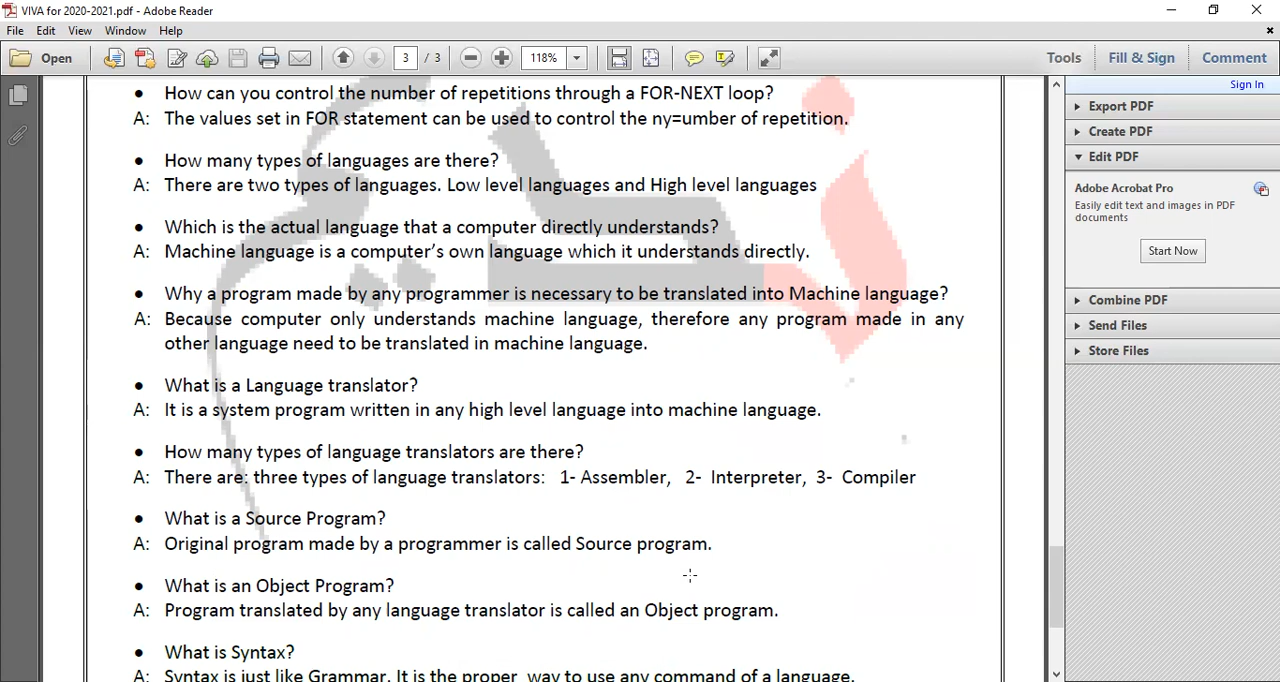 VIVA for 2020-2021.pdf - Adobe Reader
File Edit View Window Help
Open 3 / 3 118% Tools Fill & Sign Comment
Sign In
Export PDF
Create PDF
Edit PDF
Adobe Acrobat Pro
Easily edit text and images in PDF
documents
Start Now
Combine PDF
Send Files
Store Files
• How can you control the number of repetitions through a FOR-NEXT loop?
A: The values set in FOR statement can be used to control the ny=umber of repetition.
• How many types of languages are there?
A: There are two types of languages. Low level languages and High level languages
• Which is the actual language that a computer directly understands?
A: Machine language is a computer’s own language which it understands directly.
• Why a program made by any programmer is necessary to be translated into Machine language?
A: Because computer only understands machine language, therefore any program made in any
other language need to be translated in machine language.
• What is a Language translator?
A: It is a system program written in any high level language into machine language.
• How many types of language translators are there?
A: There are: three types of language translators: 1- Assembler, 2- Interpreter, 3- Compiler
• What is a Source Program?
A: Original program made by a programmer is called Source program.
• What is an Object Program?
A: Program translated by any language translator is called an Object program.
• What is Syntax?
A: Syntax is just like Grammar. It is the proper way to use any command of a language.